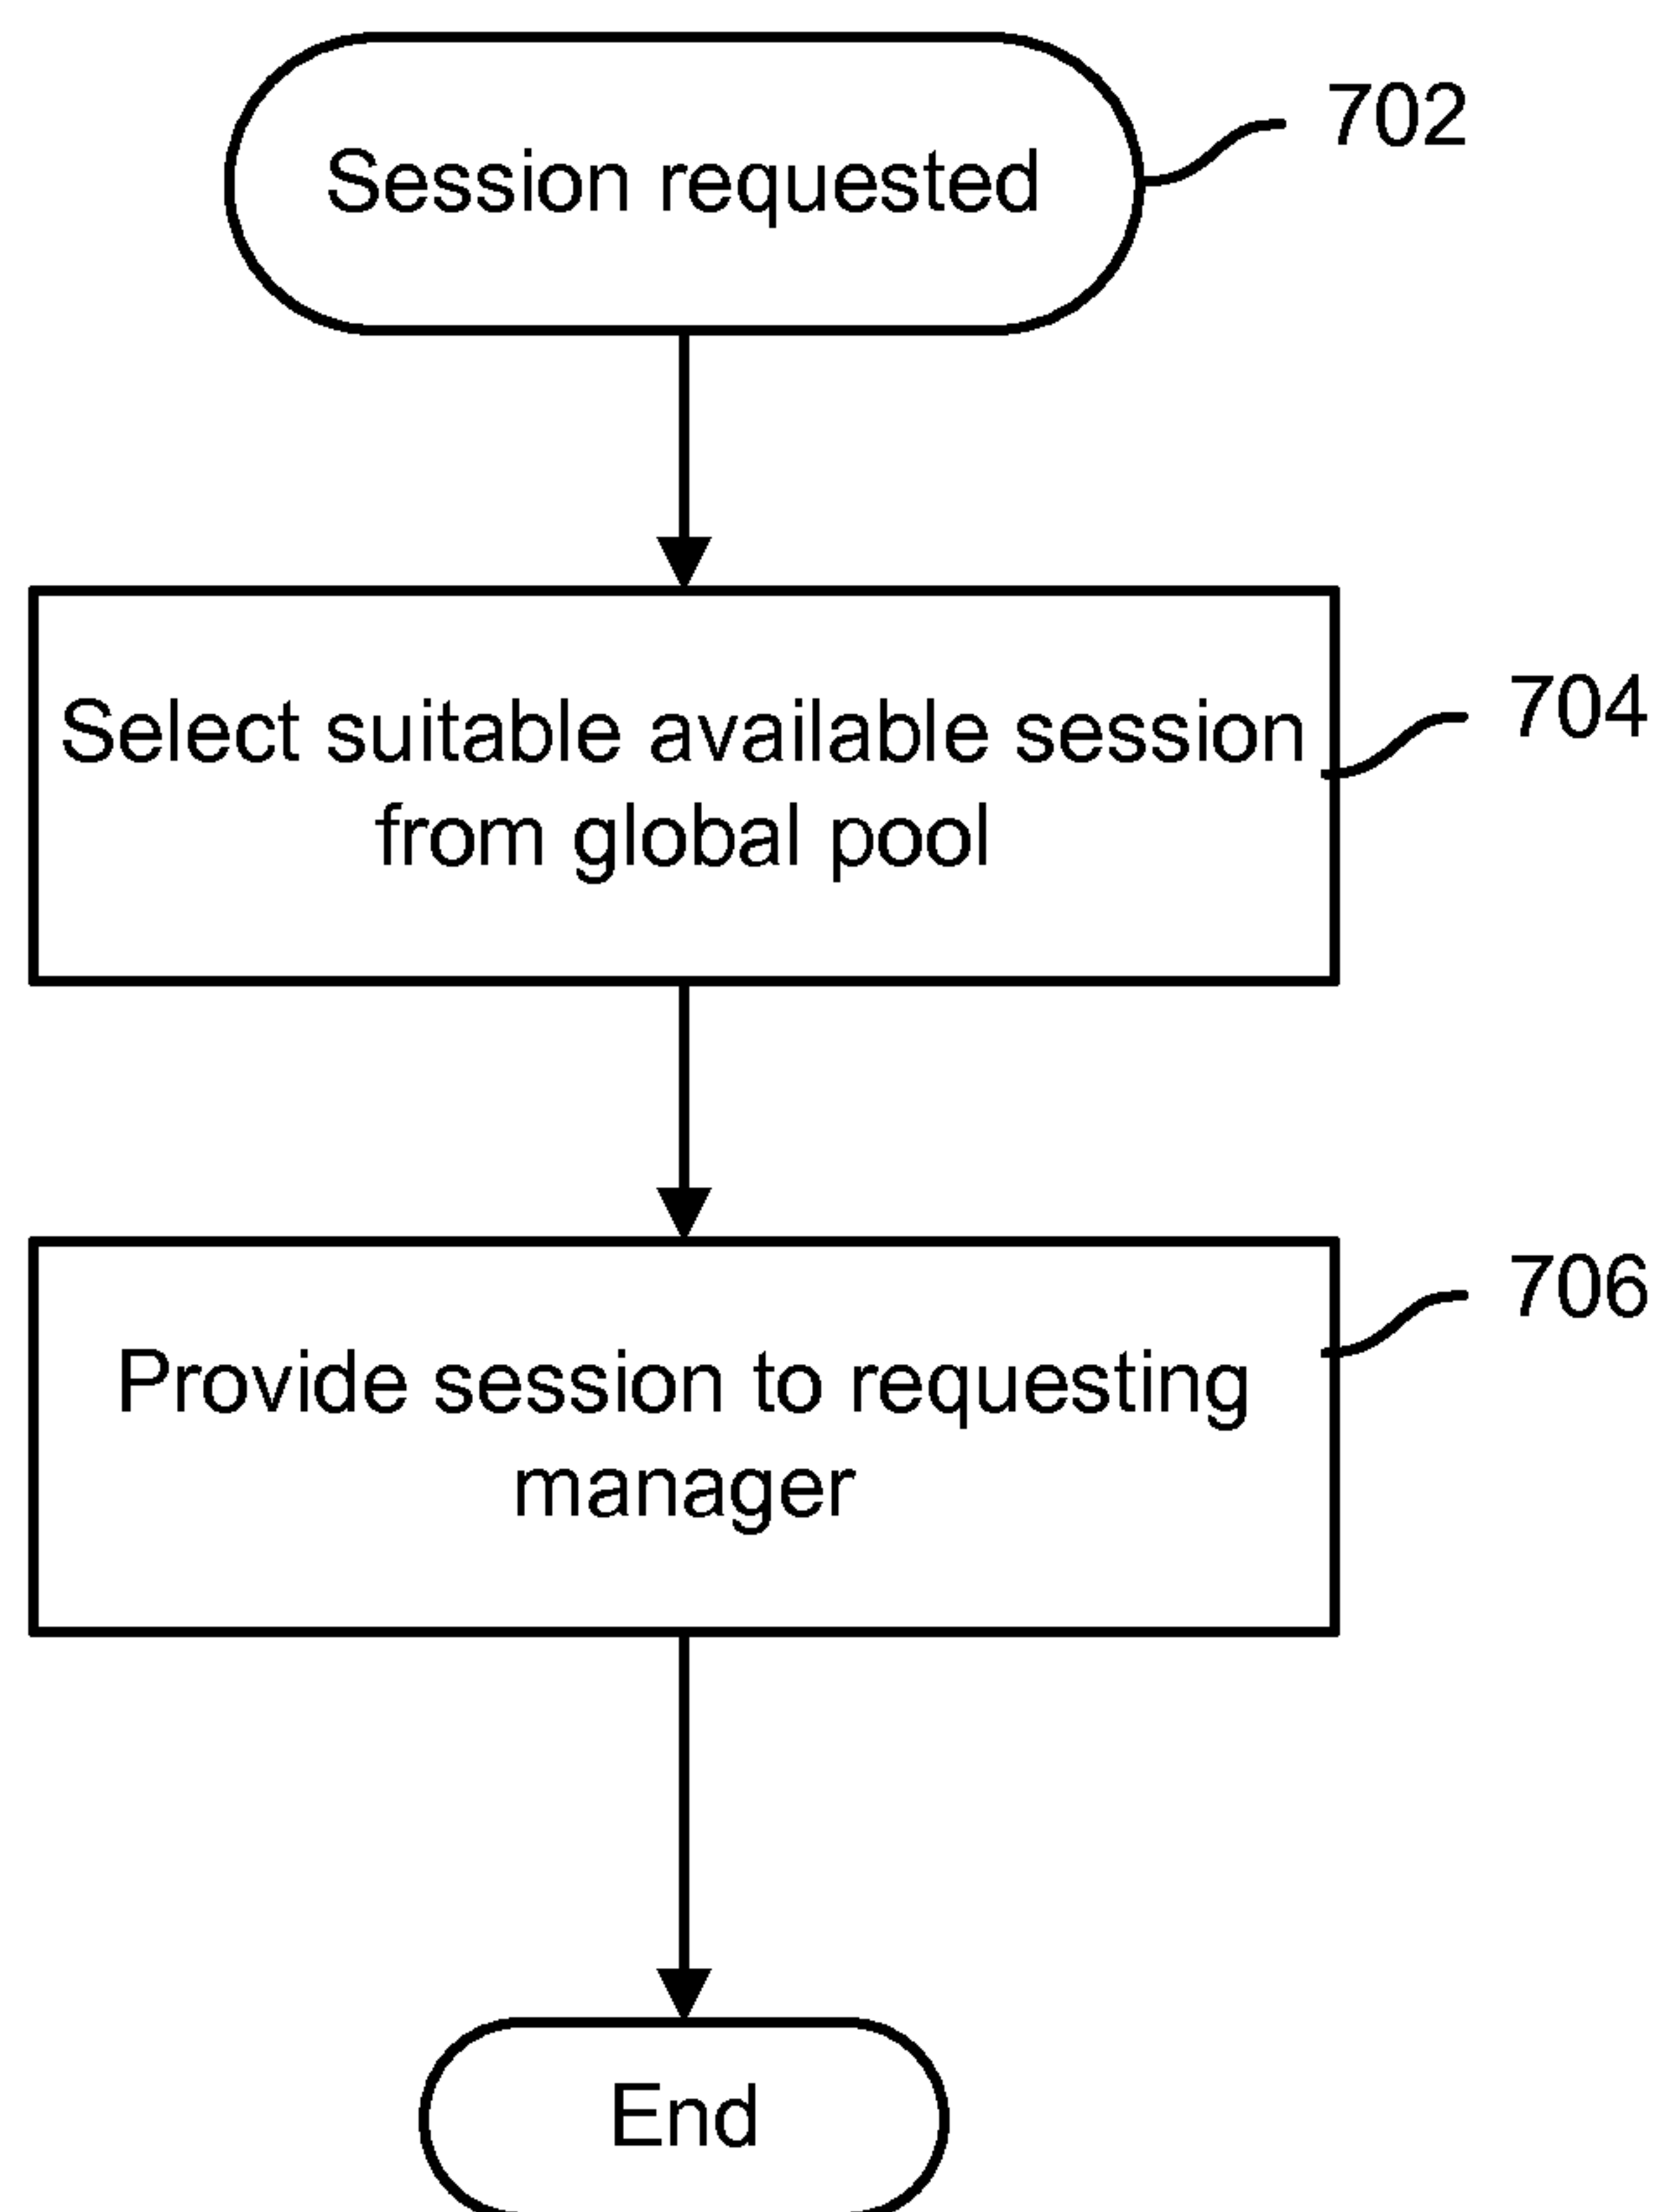 Session requested
702
Select suitable available session
from global pool
704
Provide session to requesting
manager
706
End